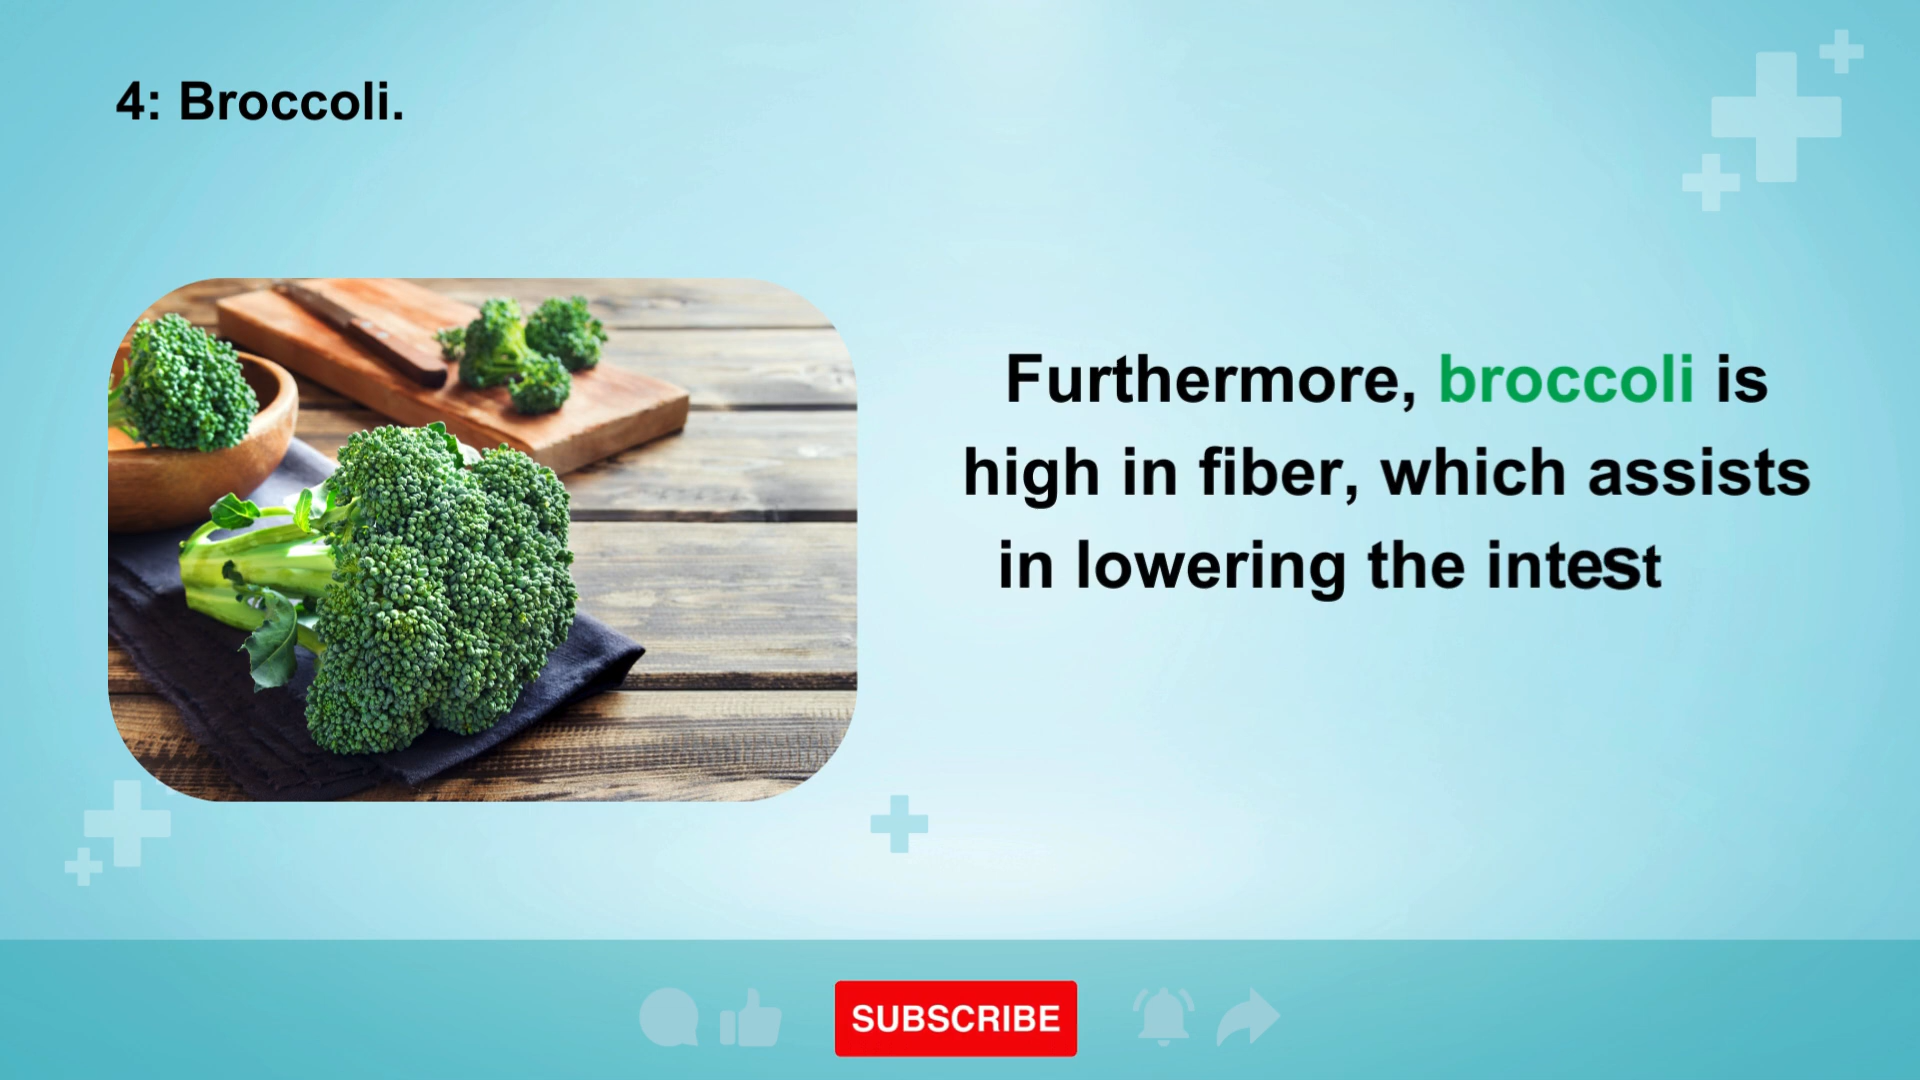 4: Broccoli.
Furthermore, broccoli is
high in fiber, which assists
in lowering the intest
SUBSCRIBE